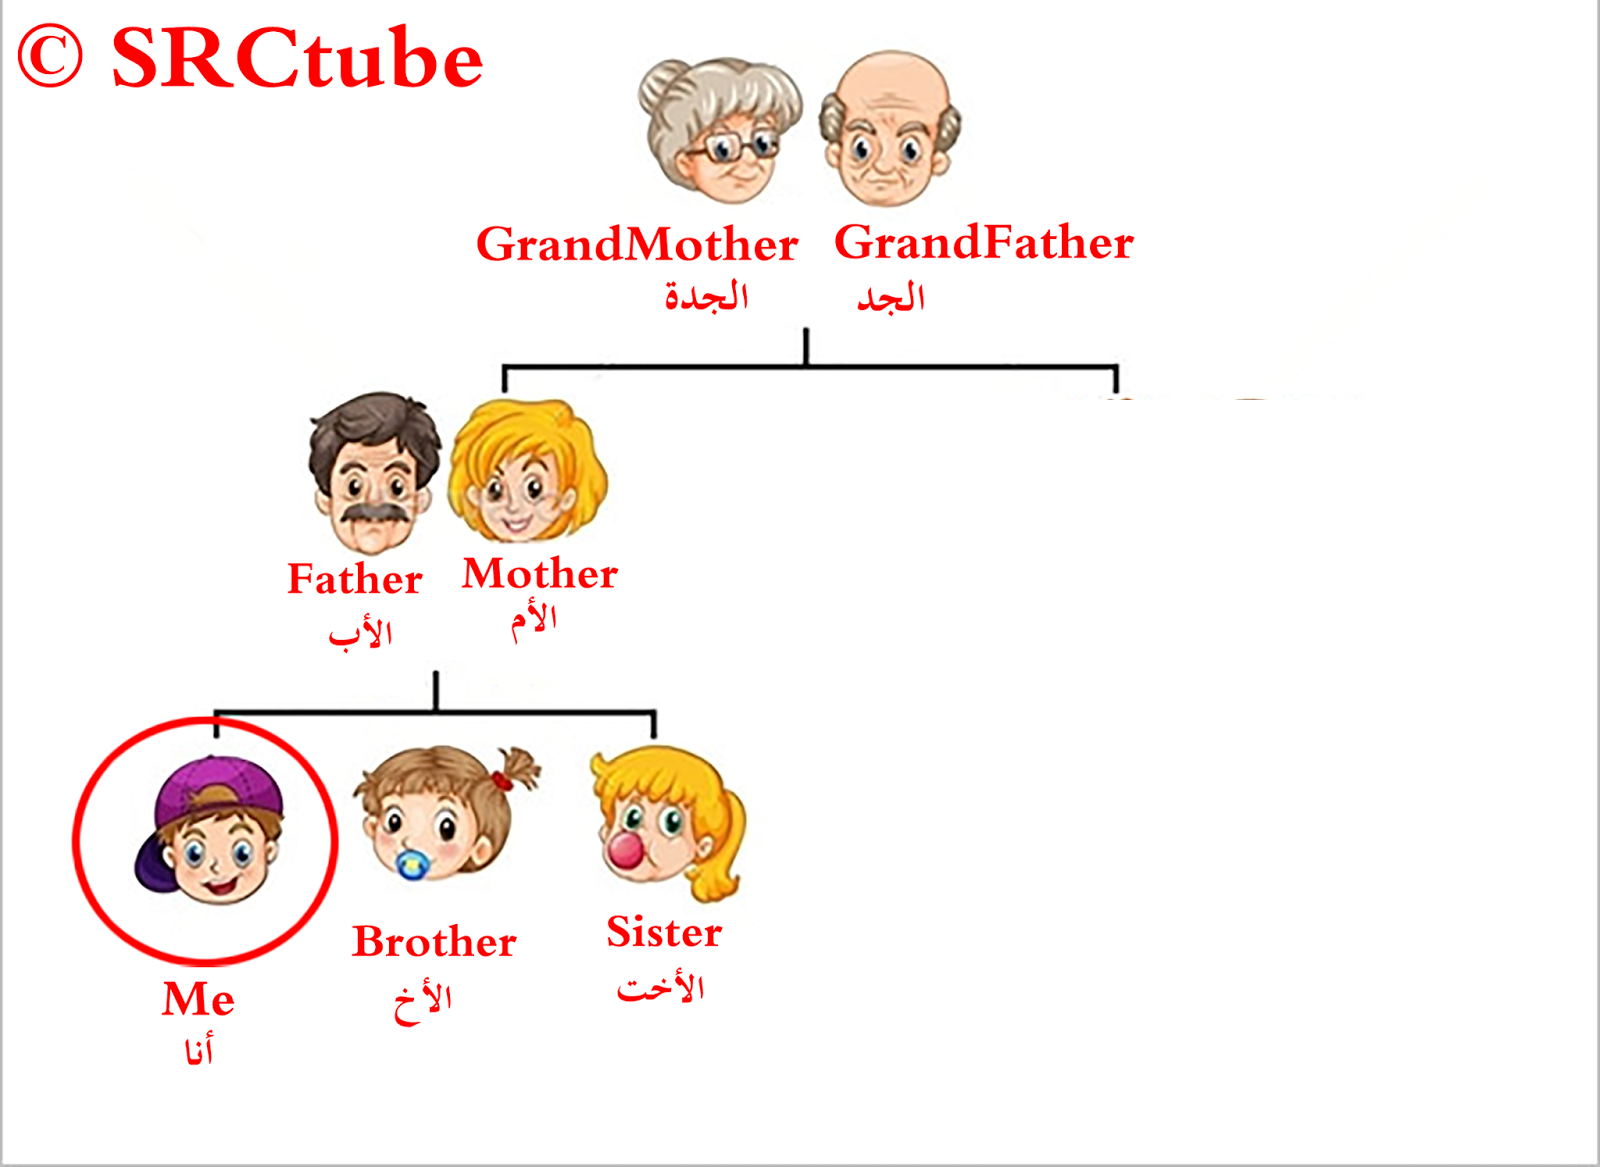 © SRCtube
GrandMother GrandFather
الجدة الجد
Father Mother
الأب الأم
Brother Sister
الأخ الأخت
Me
أنا